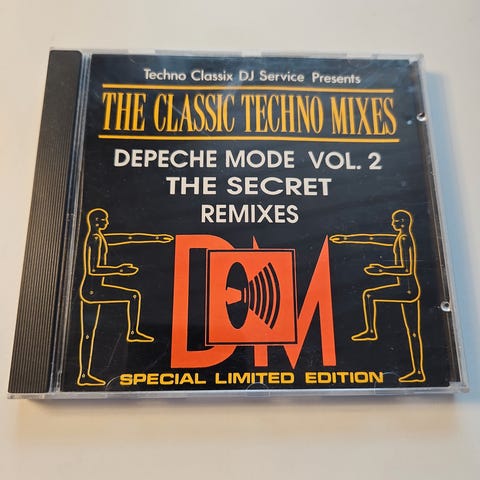 Techno Classix DJ Service Presents
THE CLASSIC TECHNO MIXES
DEPECHE MODE VOL. 2
THE SECRET
REMIXES
DM
SPECIAL LIMITED EDITION